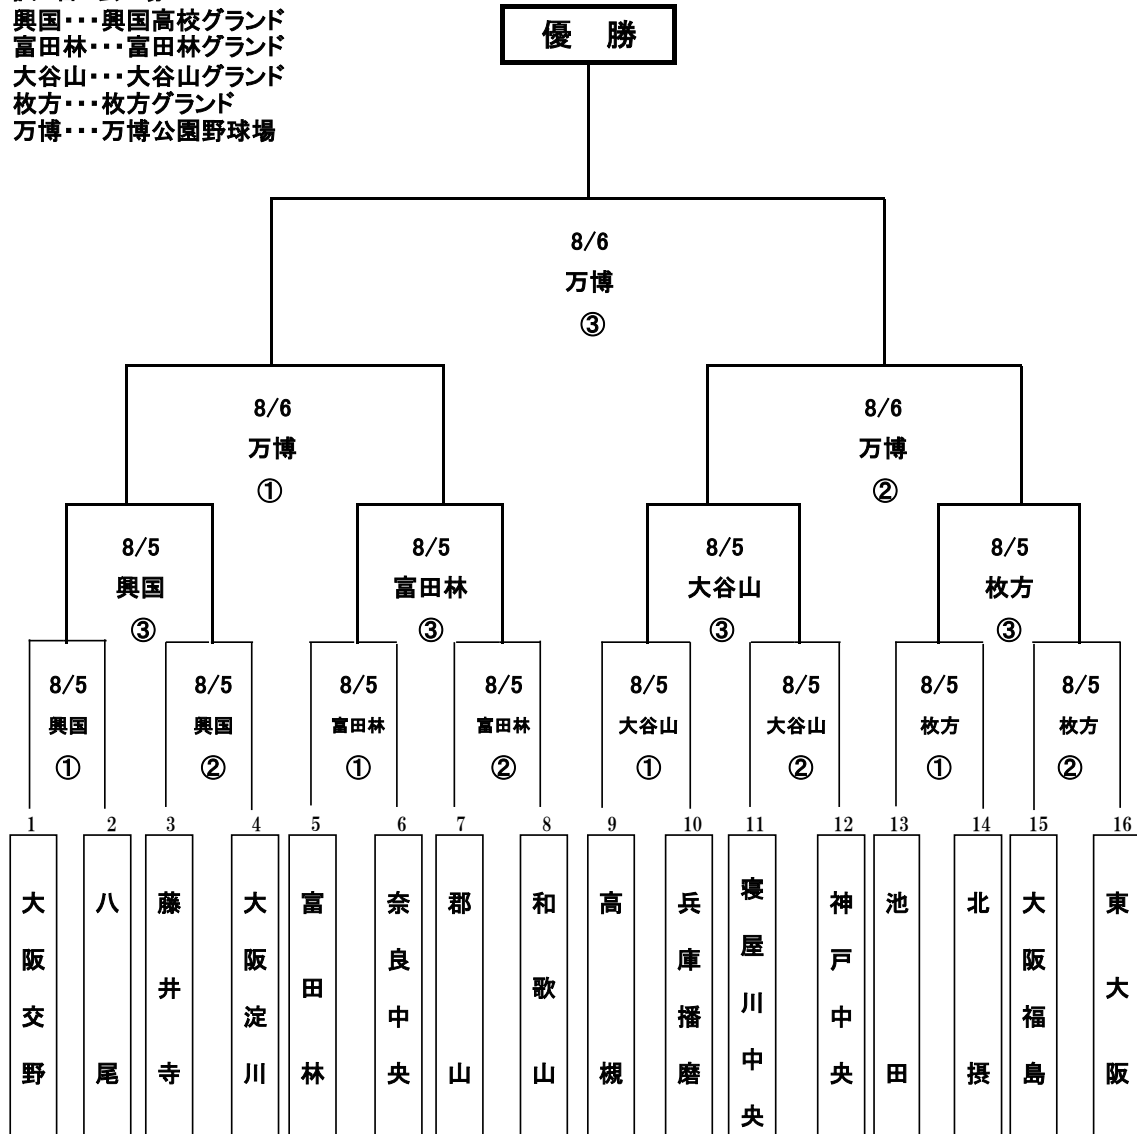 興国・・・興国高校グランド
富田林・・・富田林グランド
大谷山・・・大谷山グランド
枚方・・・枚方グランド
万博・・・万博公園野球場
優 勝
8/6
万博
③
8/6 8/6
万博 万博
① ②
8/5 8/5 8/5 8/5
興国 富田林 大谷山 枚方
③ ③ ③ ③
8/5 8/5 8/5 8/5 8/5 8/5 8/5 8/5
興国 興国 富田林 富田林 大谷山 大谷山 枚方 枚方
① ② ① ② ① ② ① ②
1 2 3 4 5 6 7 8 9 10 11 12 13 14 15 16
大阪交野
八尾
藤井寺
大阪淀川
富田林
奈良中央
郡山
和歌山
高槻
兵庫播磨
寝屋川中央
神戸中央
池田
北摂
大阪福島
東大阪